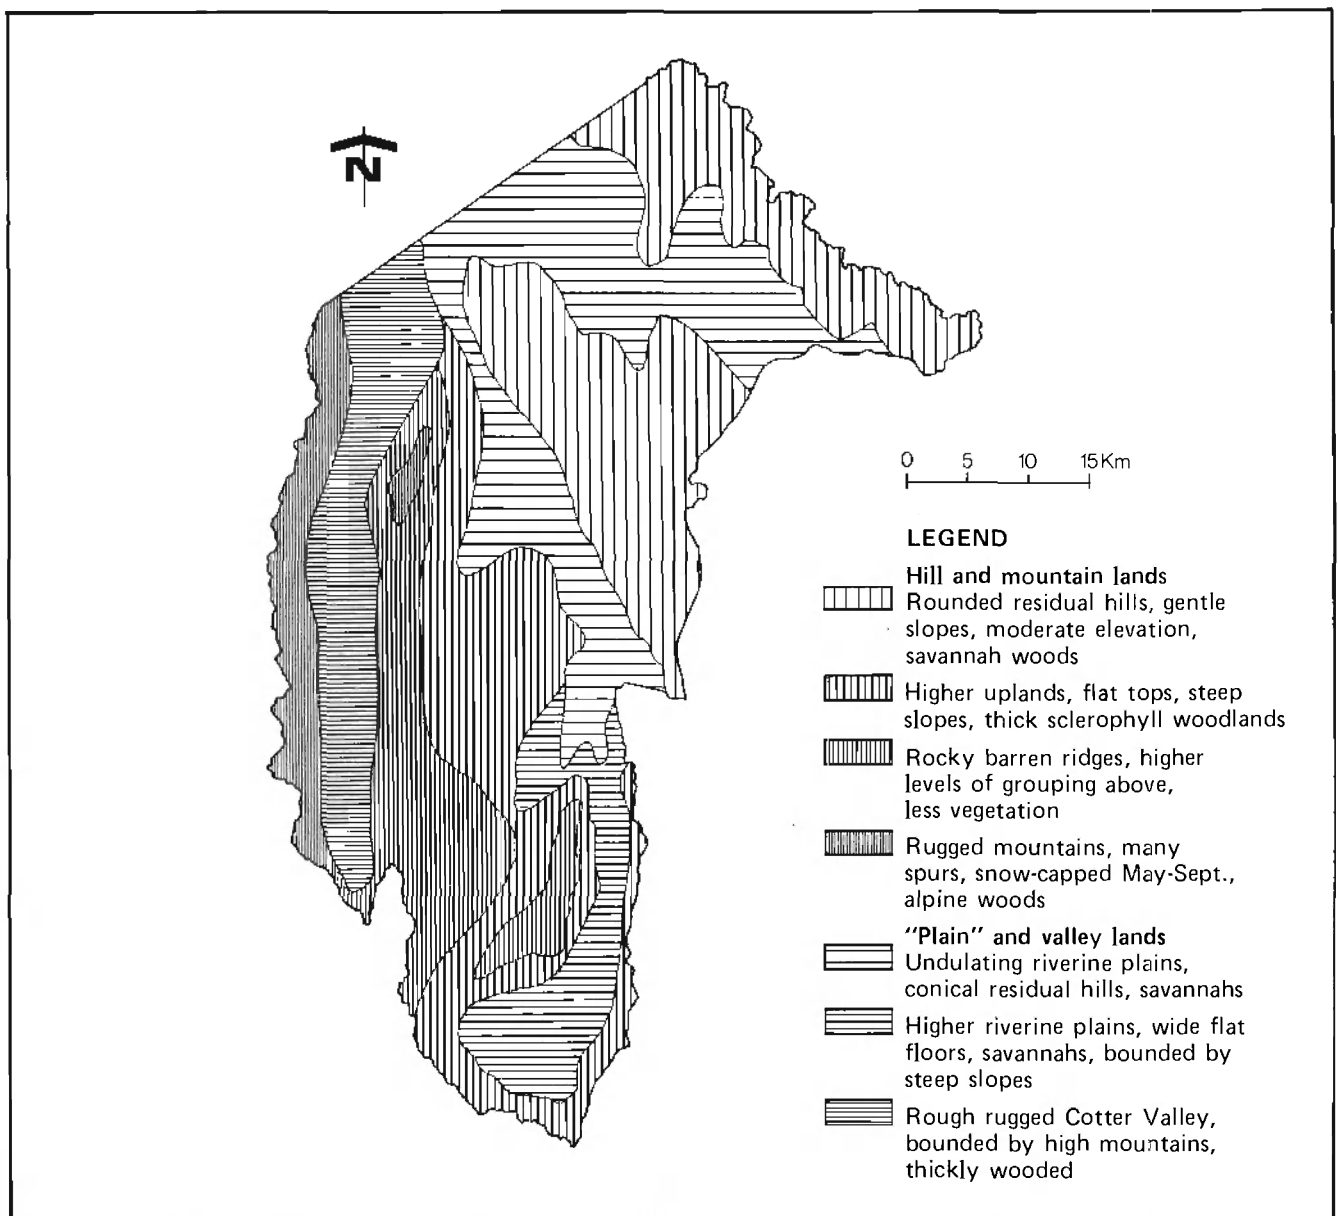 N
0 5 10 15Km
LEGEND
Hill and mountain lands
Rounded residual hills, gentle
slopes, moderate elevation,
savannah woods
Higher uplands, flat tops, steep
slopes, thick sclerophyll woodlands
Rocky barren ridges, higher
levels of grouping above,
less vegetation
Rugged mountains, many
spurs, snow-capped May-Sept.,
alpine woods
"Plain" and valley lands
Undulating riverine plains,
conical residual hills, savannahs
Higher riverine plains, wide flat
floors, savannahs, bounded by
steep slopes
Rough rugged Cotter Valley,
bounded by high mountains,
thickly wooded